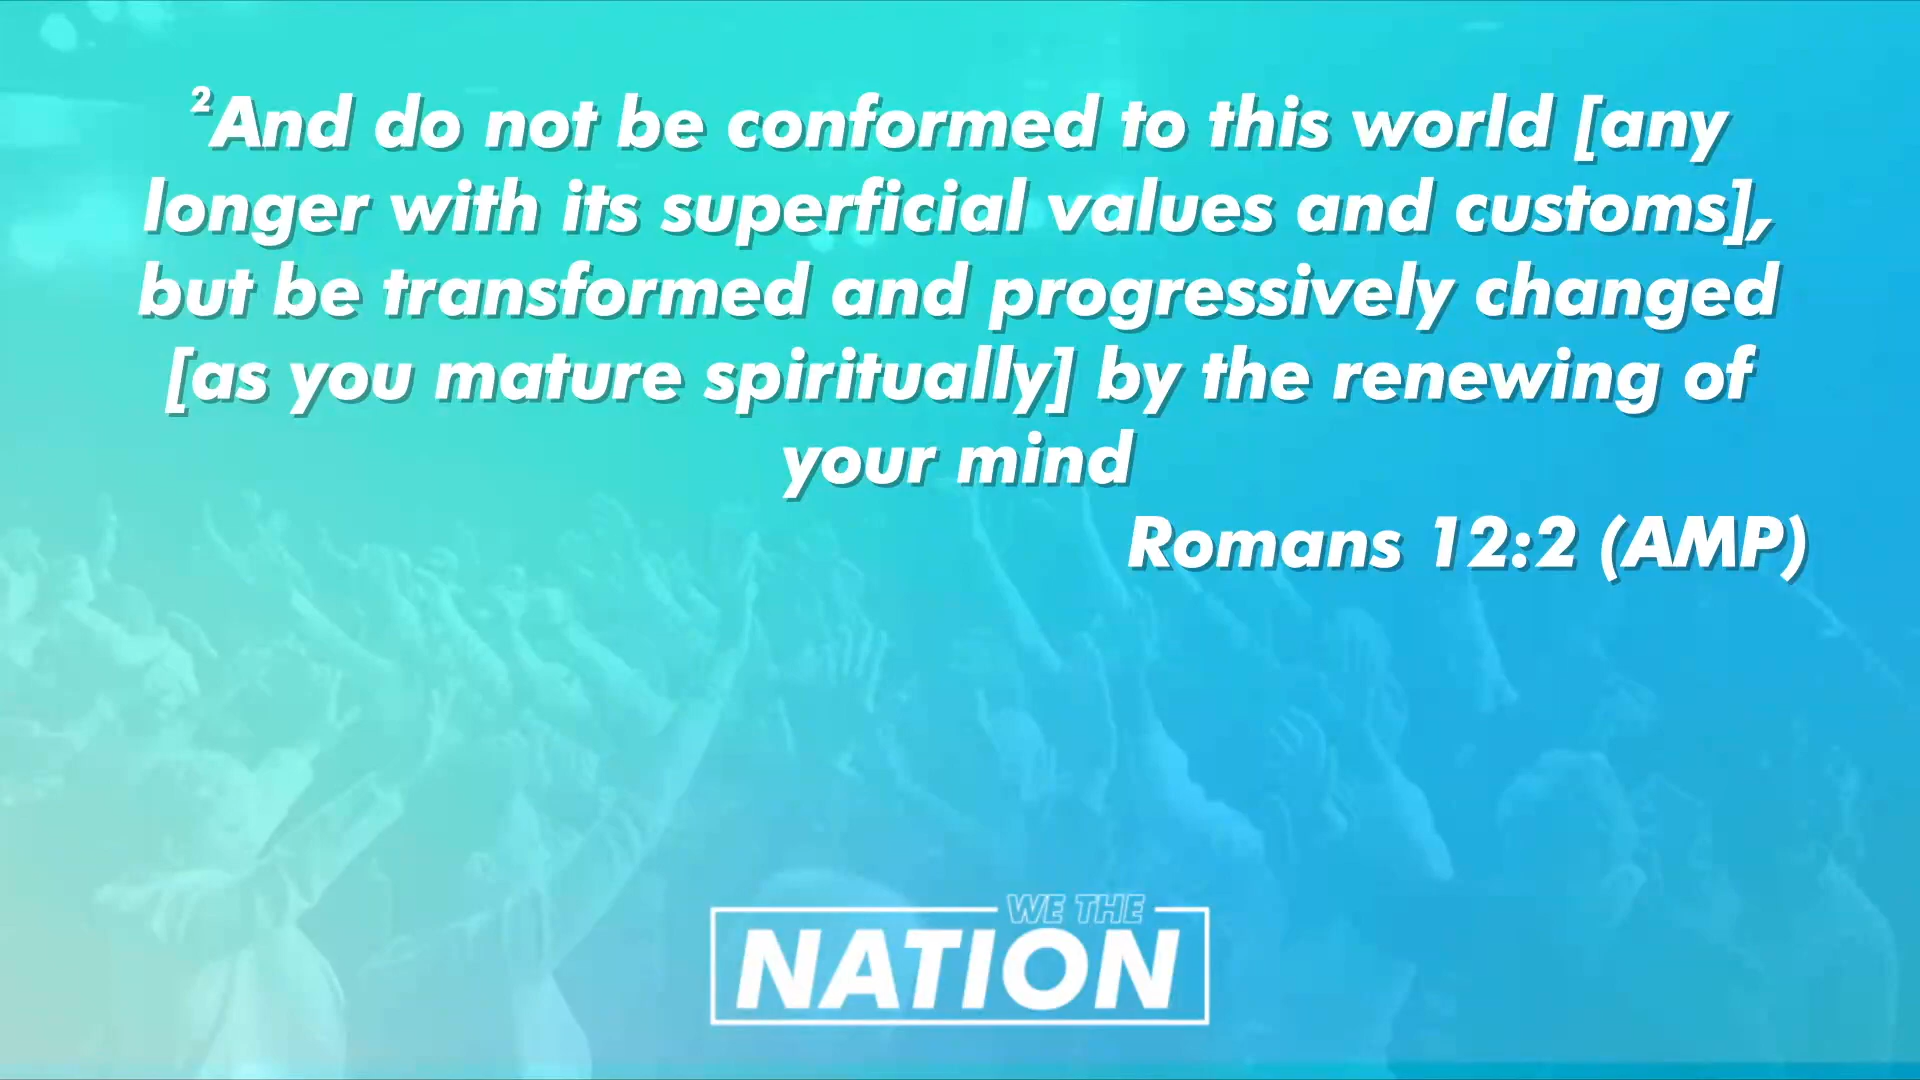 ²And do not be conformed to this world [any
longer with its superficial values and customs],
but be transformed and progressively changed
[as you mature spiritually] by the renewing of
your mind
Romans 12:2 (AMP)
WE THE
NATION